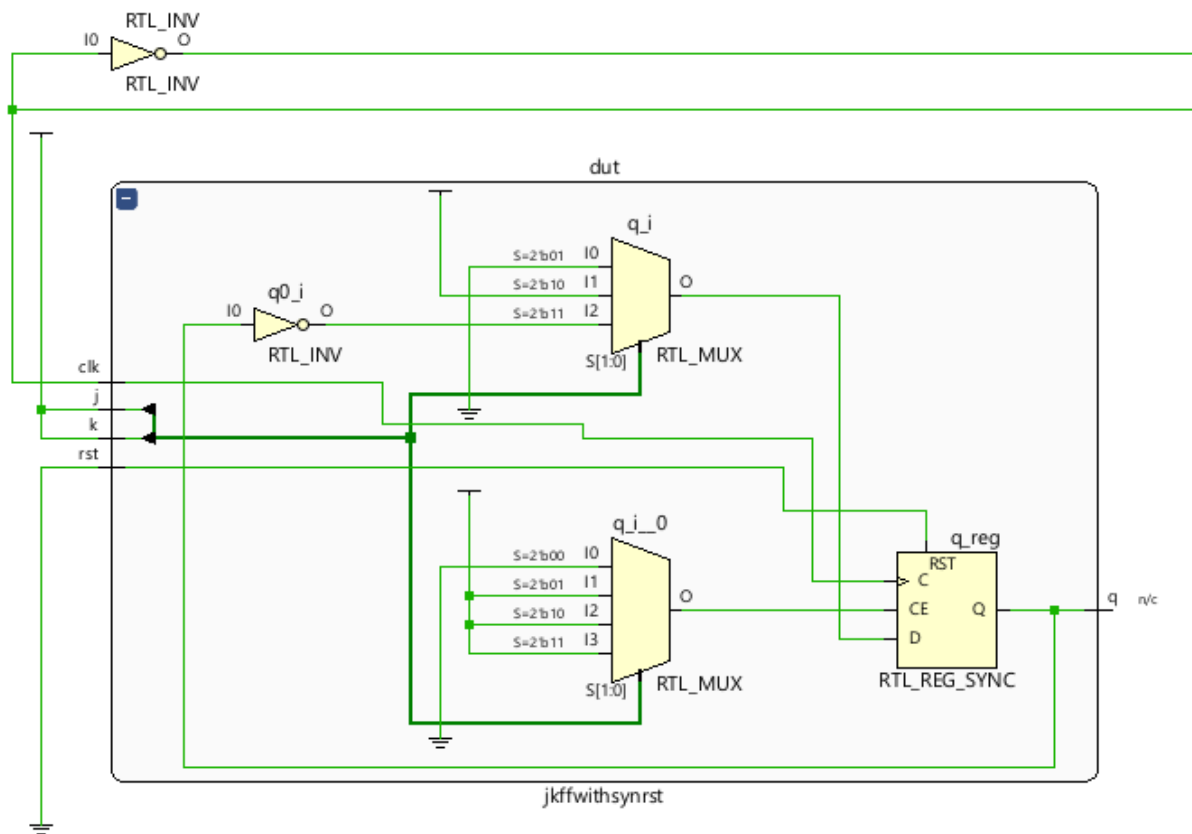 RTL_INV
I0 O
RTL_INV
dut
q_i
S=2'b01 I0
S=2'b10 I1 O
S=2'b11 I2
S[1:0] RTL_MUX
q0_i
I0 O
RTL_INV
clk
j
k
rst
q_i__0
S=2'b00 I0
S=2'b01 I1
S=2'b10 I2 O
S=2'b11 I3
S[1:0] RTL_MUX
q_reg
RST
C
CE Q
D
RTL_REG_SYNC
q n/c
jkffwithsynrst